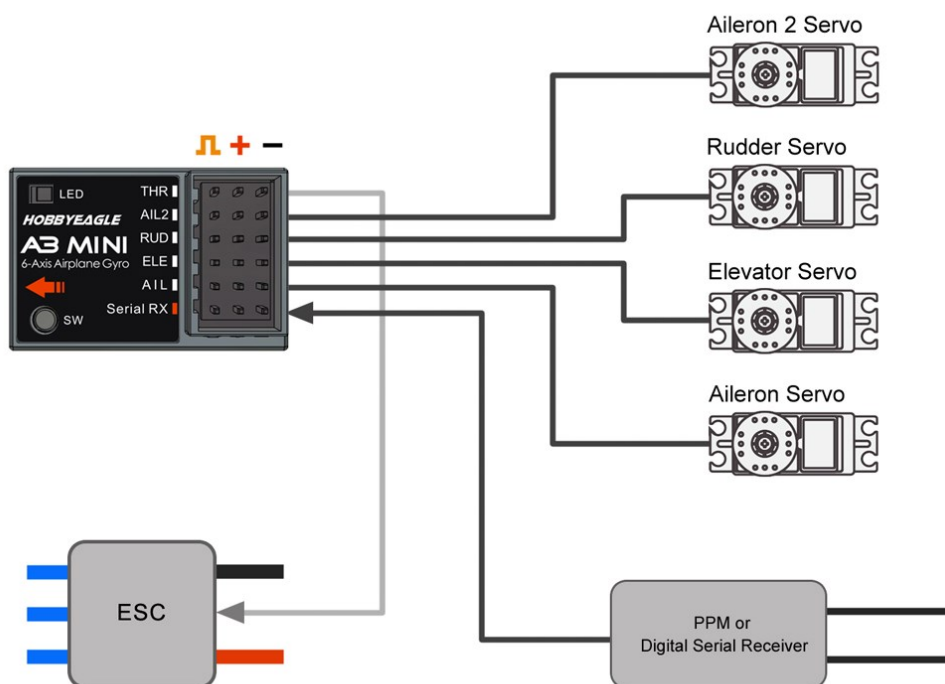 Aileron 2 Servo
+ −
Rudder Servo
LED
THR
HOBBYEAGLE
AIL2
A3 MINI
RUD
6-Axis Airplane Gyro
ELE
AIL
Serial RX
SW
Elevator Servo
Aileron Servo
ESC
PPM or
Digital Serial Receiver